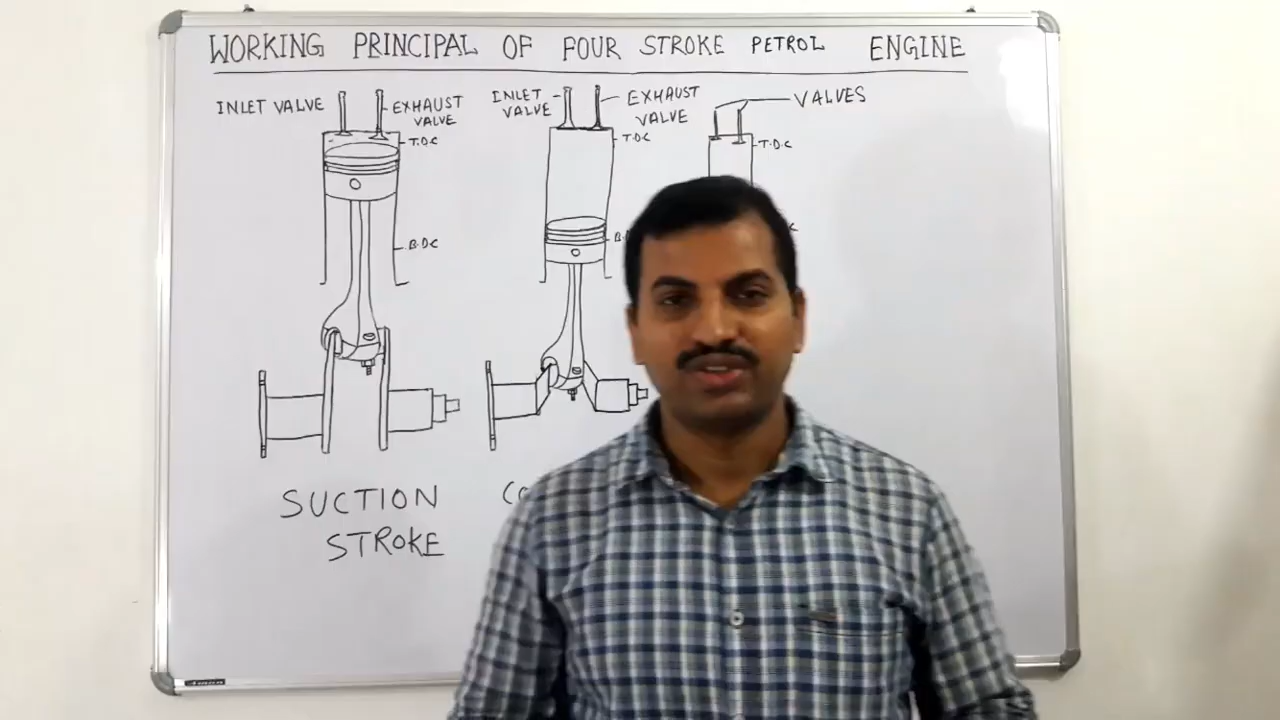 WORKING PRINCIPAL OF FOUR STROKE PETROL ENGINE
INLET VALVE
EXHAUST
VALVE
T.D.C
B.D.C
INLET
VALVE
EXHAUST
VALVE
T.D.C
VALVES
T.D.C
SUCTION
STROKE